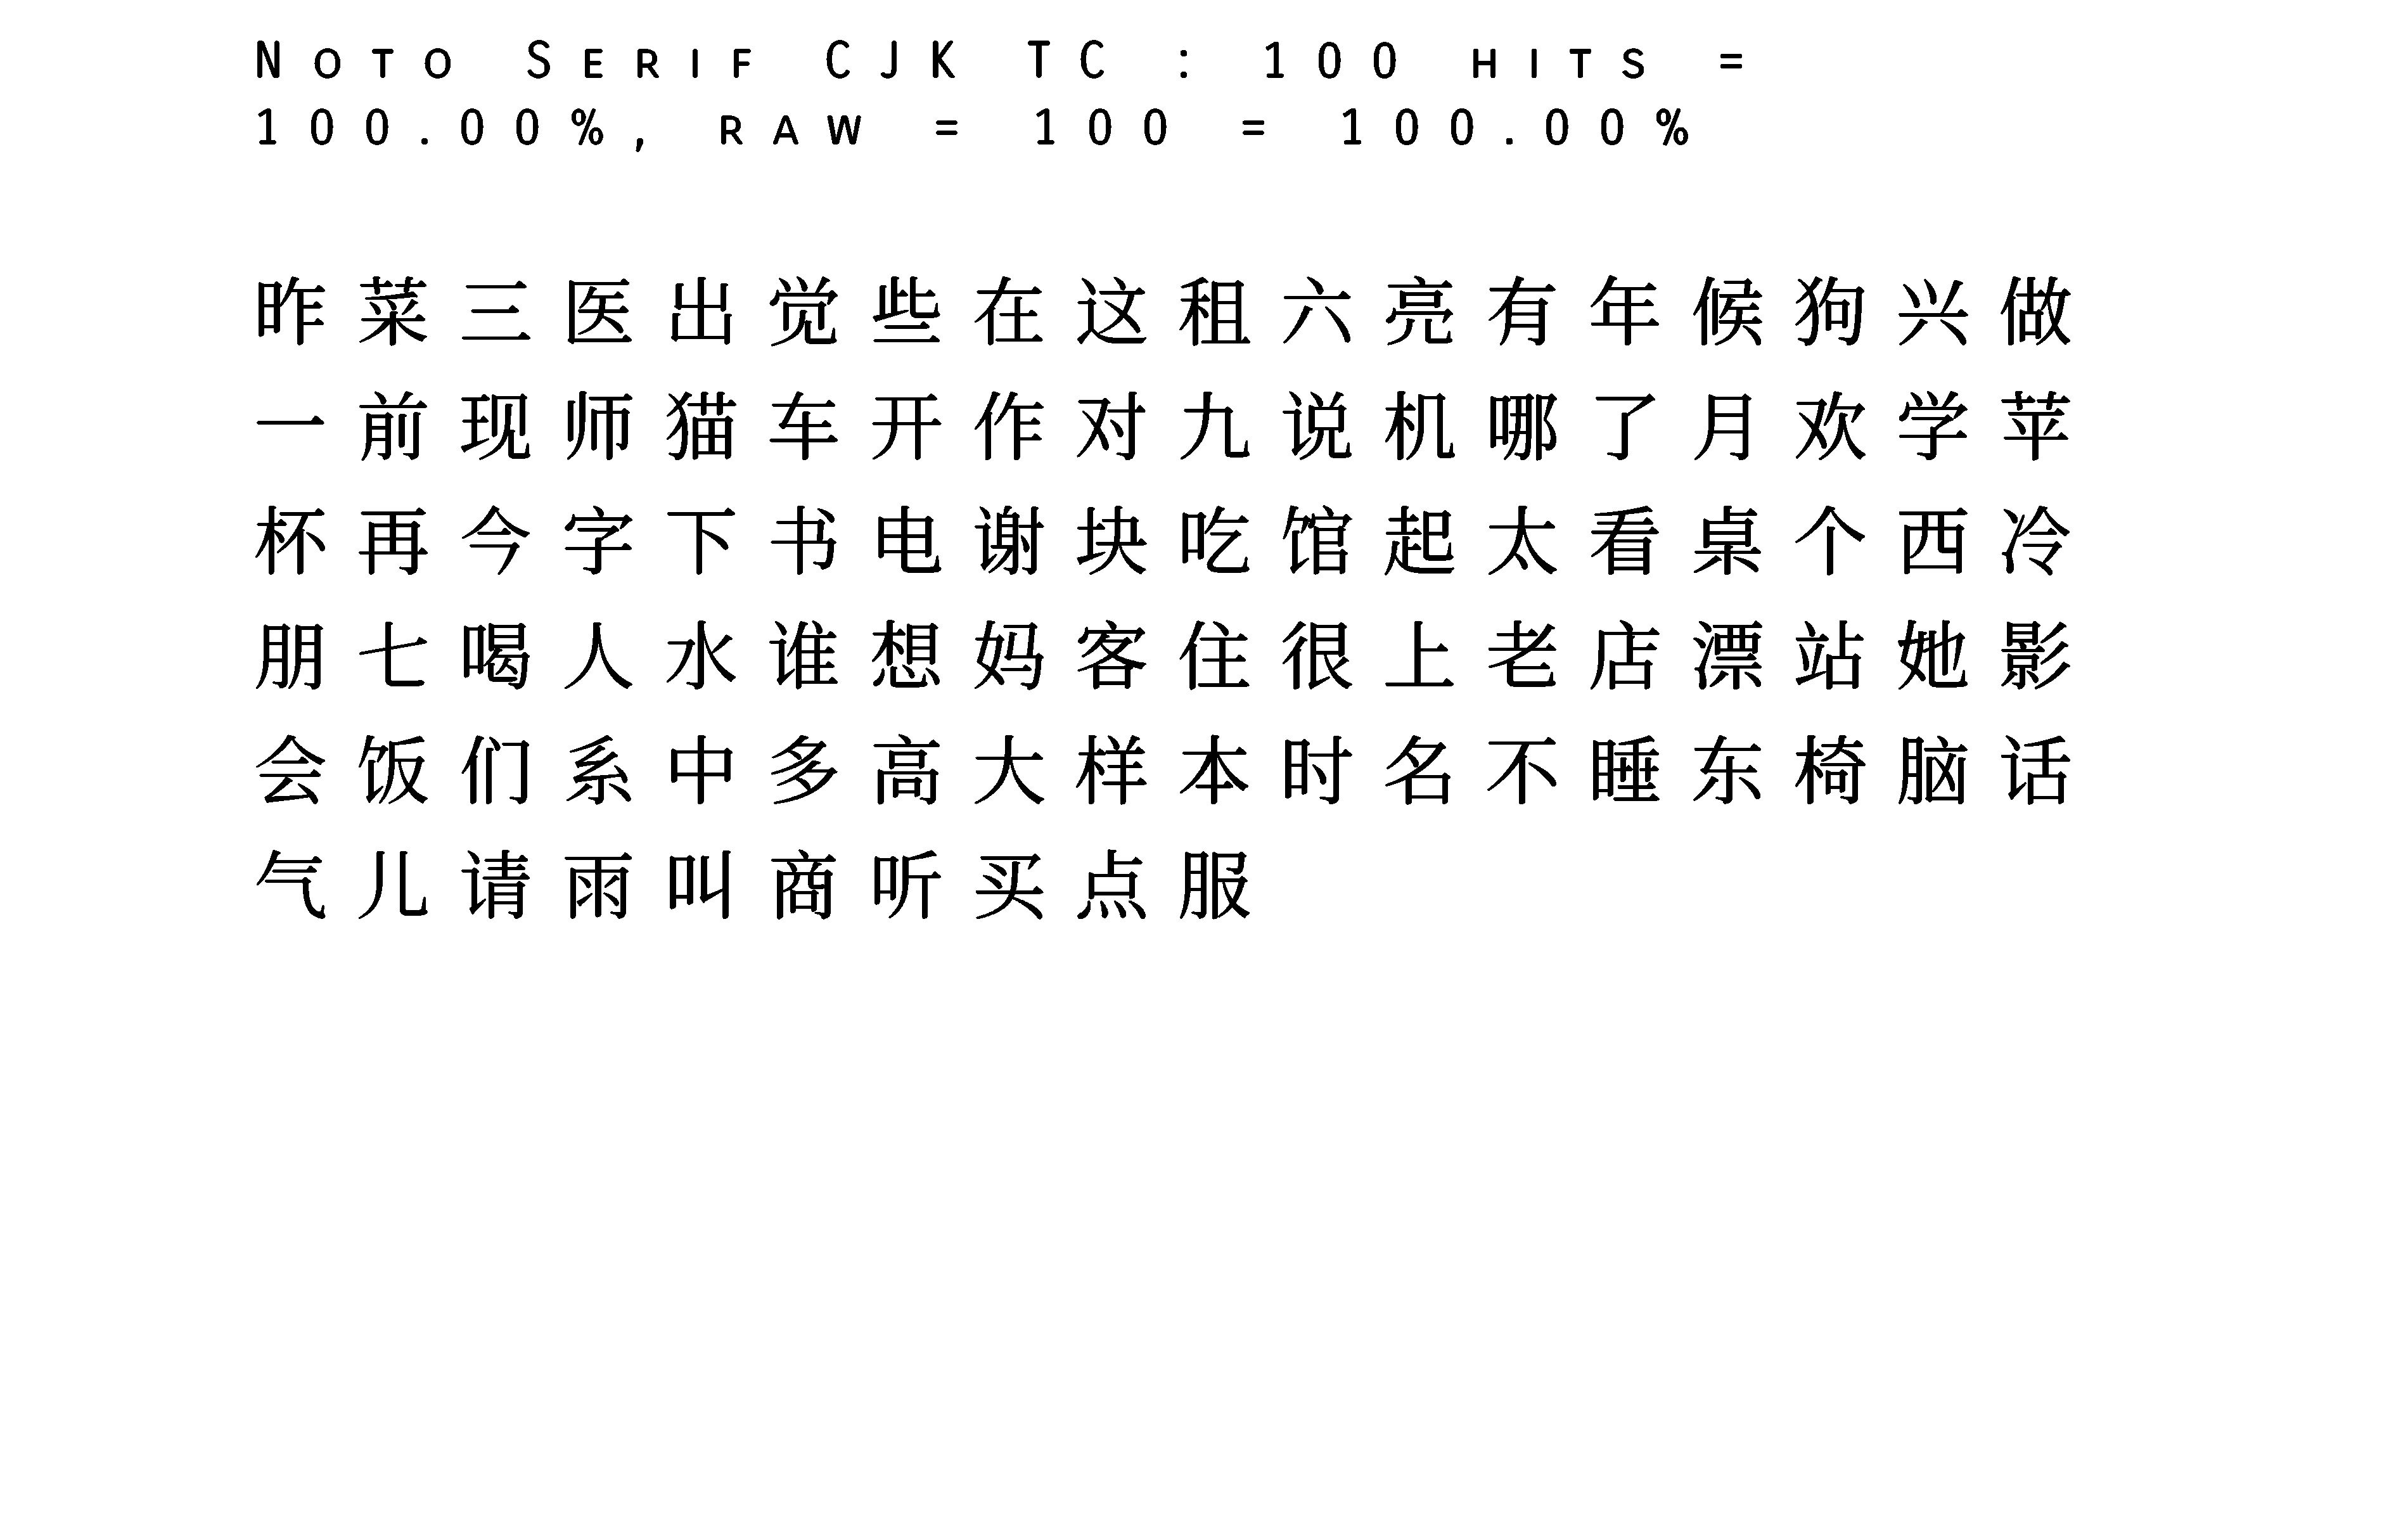 Noto Serif CJK TC : 100 hits =
100.00%, raw = 100 = 100.00%
昨菜三医出觉些在这租六亮有年候狗兴做
一前现师猫车开作对九说机哪了月欢学苹
杯再今字下书电谢块吃馆起太看桌个西冷
朋七喝人水谁想妈客住很上老店漂站她影
会饭们系中多高大样本时名不睡东椅脑话
气儿请雨叫商听买点服